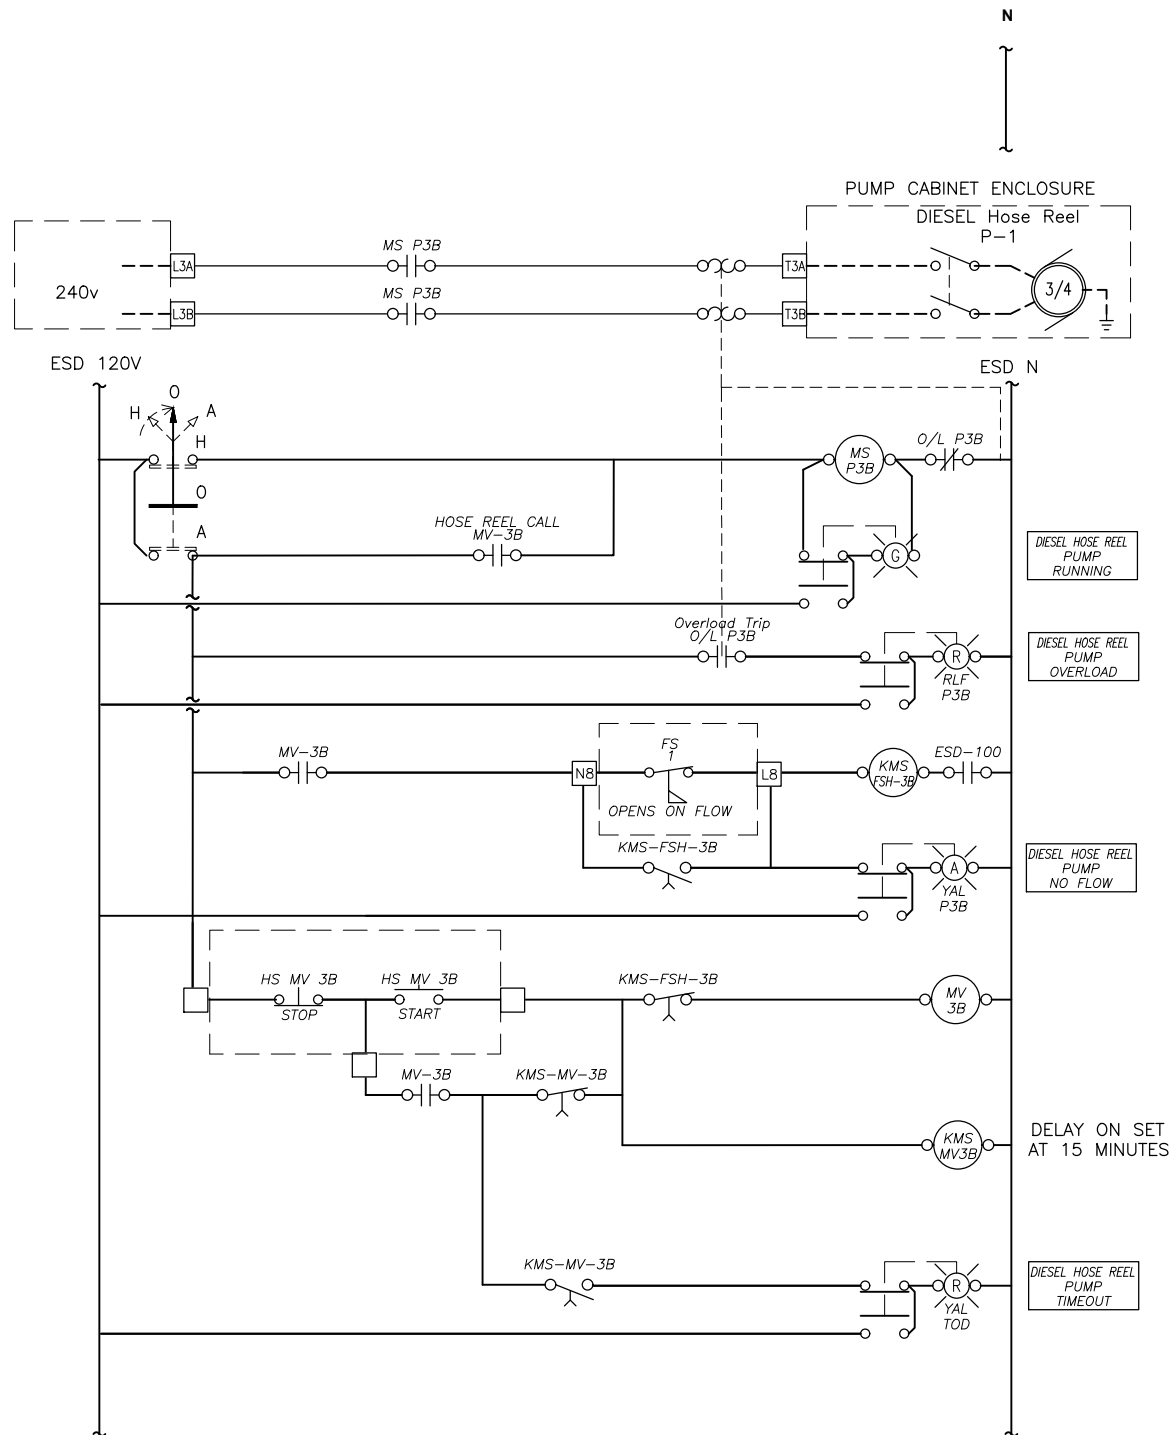 N
PUMP CABINET ENCLOSURE
DIESEL Hose Reel
P-1
MS P3B
L3A
T3A
240v
3/4
MS P3B
L3B
T3B
ESD 120V
ESD N
O
H
A
H
O/L P3B
MS
P3B
O
A
HOSE REEL CALL
MV-3B
G
DIESEL HOSE REEL
PUMP
RUNNING
Overload Trip
O/L P3B
R
RLF
P3B
DIESEL HOSE REEL
PUMP
OVERLOAD
MV-3B
FS
1
N8
L8
OPENS ON FLOW
KMS
FSH-3B
ESD-100
KMS-FSH-3B
A
YAL
P3B
DIESEL HOSE REEL
PUMP
NO FLOW
HS MV 3B
STOP
HS MV 3B
START
KMS-FSH-3B
MV
3B
MV-3B
KMS-MV-3B
KMS
MV3B
DELAY ON SET
AT 15 MINUTES
KMS-MV-3B
R
YAL
TOD
DIESEL HOSE REEL
PUMP
TIMEOUT